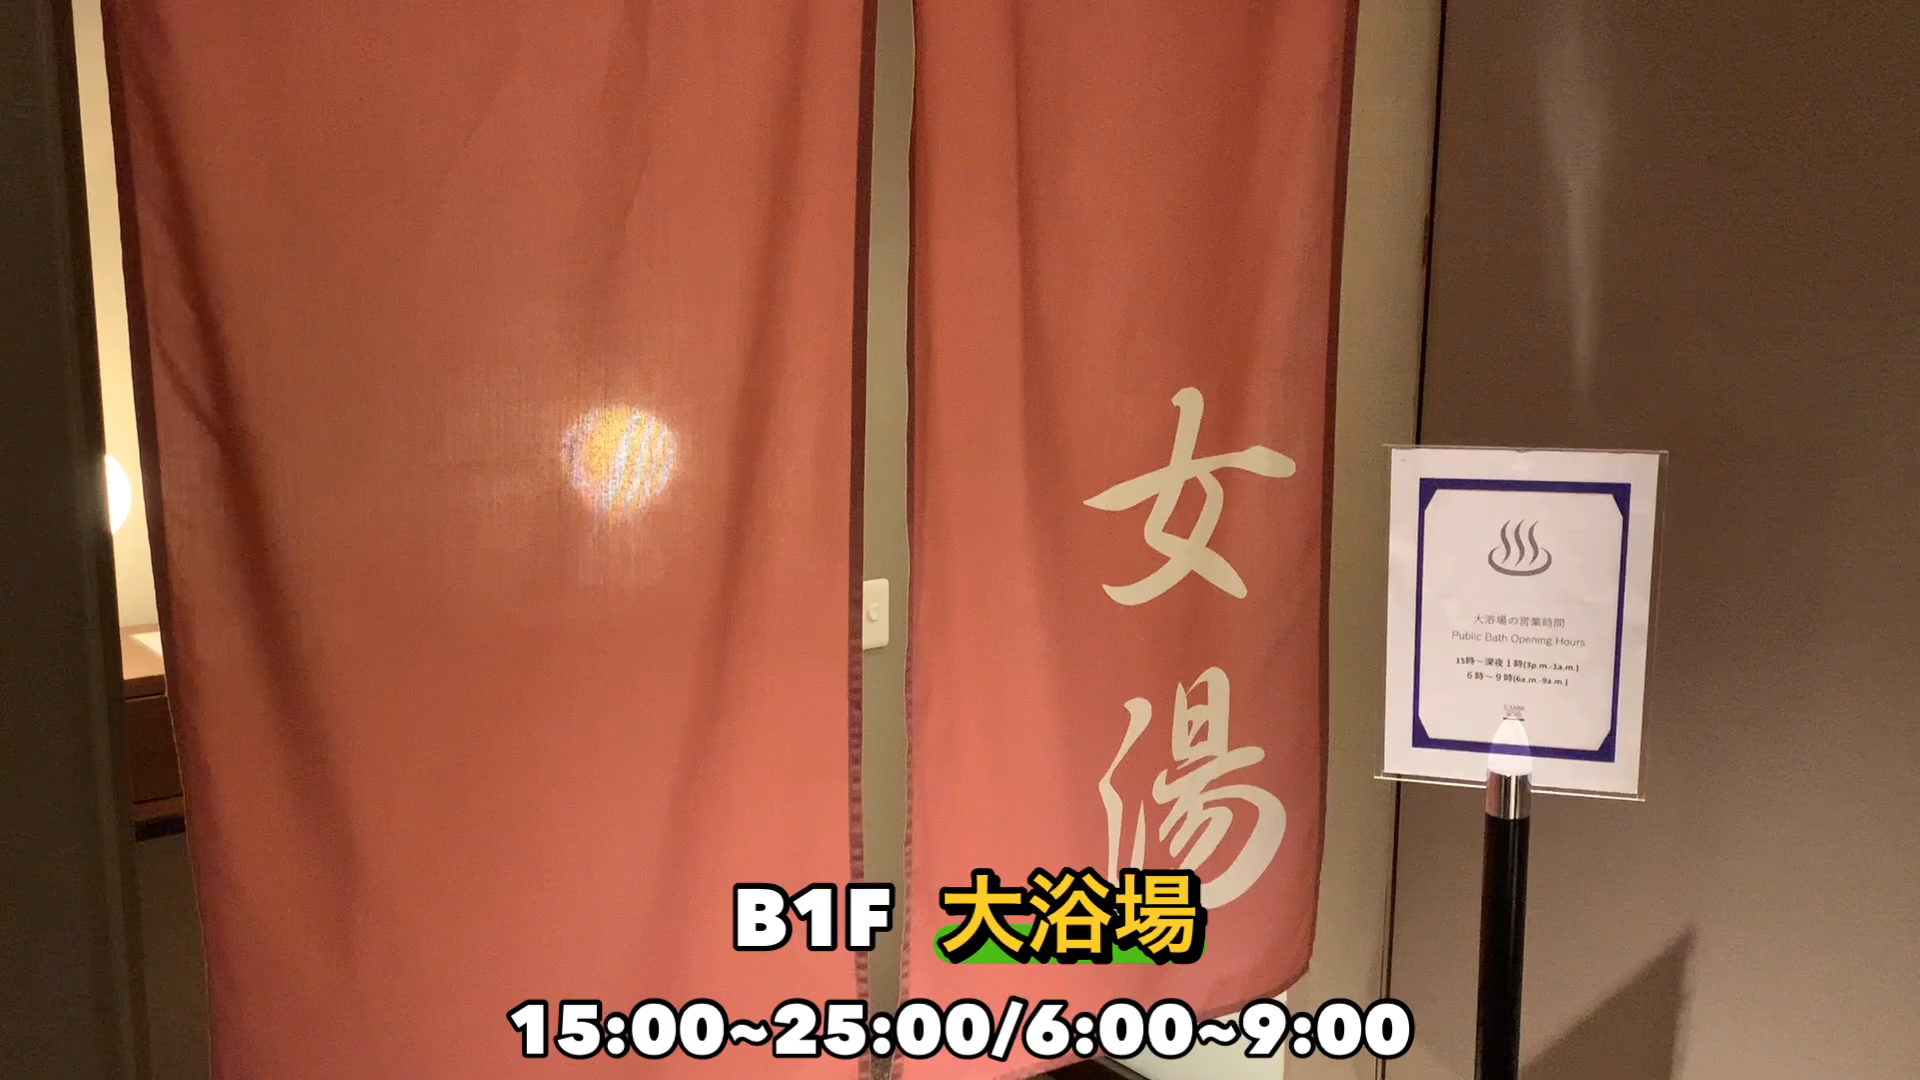 女湯
大浴場の営業時間
Public Bath Opening Hours
15時～深夜1時(3p.m.-1a.m.)
6時～9時(6a.m.-9a.m.)
B1F 大浴場
15:00~25:00/6:00~9:00